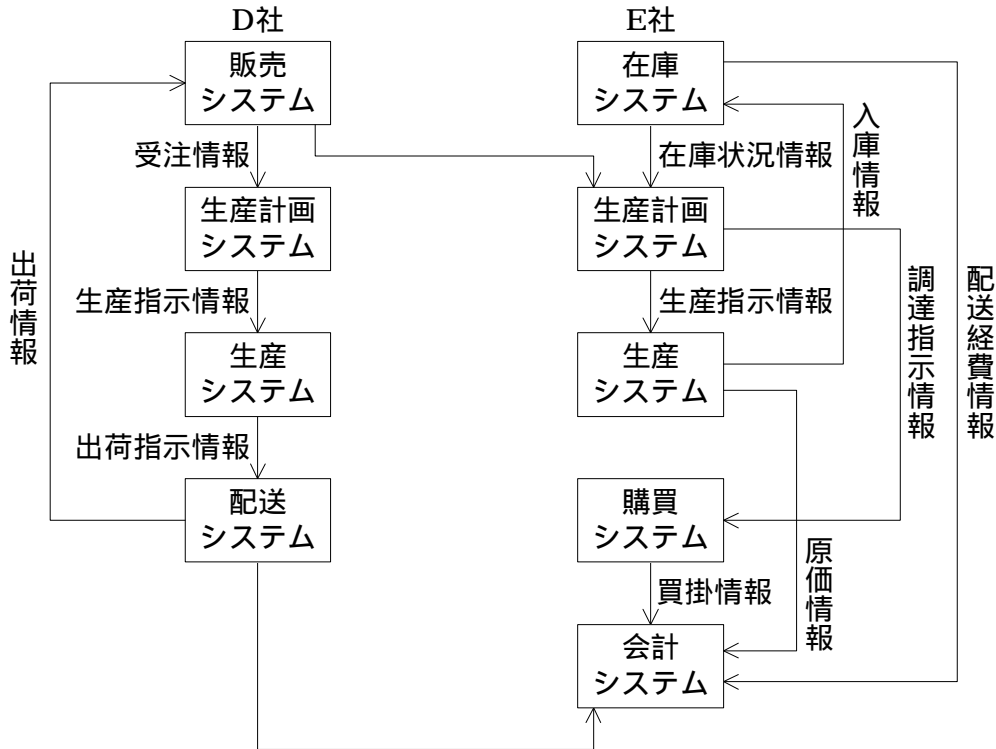 D社
E社
販売
システム
在庫
システム
受注情報
在庫状況情報
入庫情報
生産計画
システム
生産計画
システム
出荷情報
生産指示情報
生産指示情報
調達指示情報
配送経費情報
生産
システム
生産
システム
出荷指示情報
配送
システム
購買
システム
買掛情報
原価情報
会計
システム